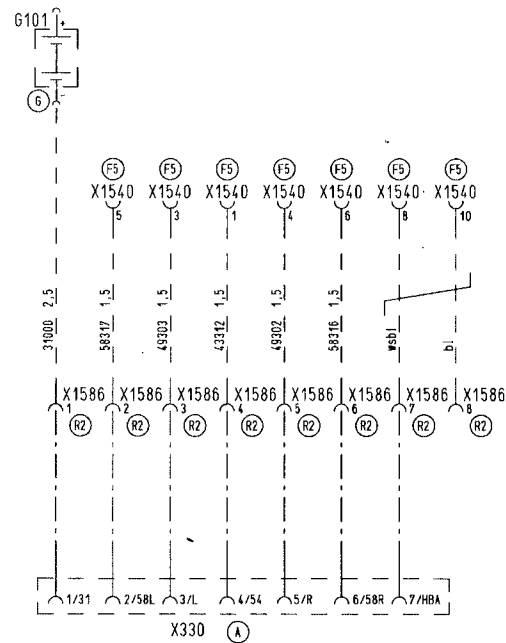 G101 +
-
G
F5 F5 F5 F5 F5 F5 F5
X1540 X1540 X1540 X1540 X1540 X1540 X1540
5 3 1 4 6 8 10
2,5 1,5 1,5 1,5 1,5 1,5
31000 58317 49303 43312 49302 58316 wsbl bl
X1586 X1586 X1586 X1586 X1586 X1586 X1586 X1586
1 2 3 4 5 6 7 8
R2 R2 R2 R2 R2 R2 R2 R2
1/31 2/58L 3/L 4/54 5/R 6/58R 7/HBA
X330 A